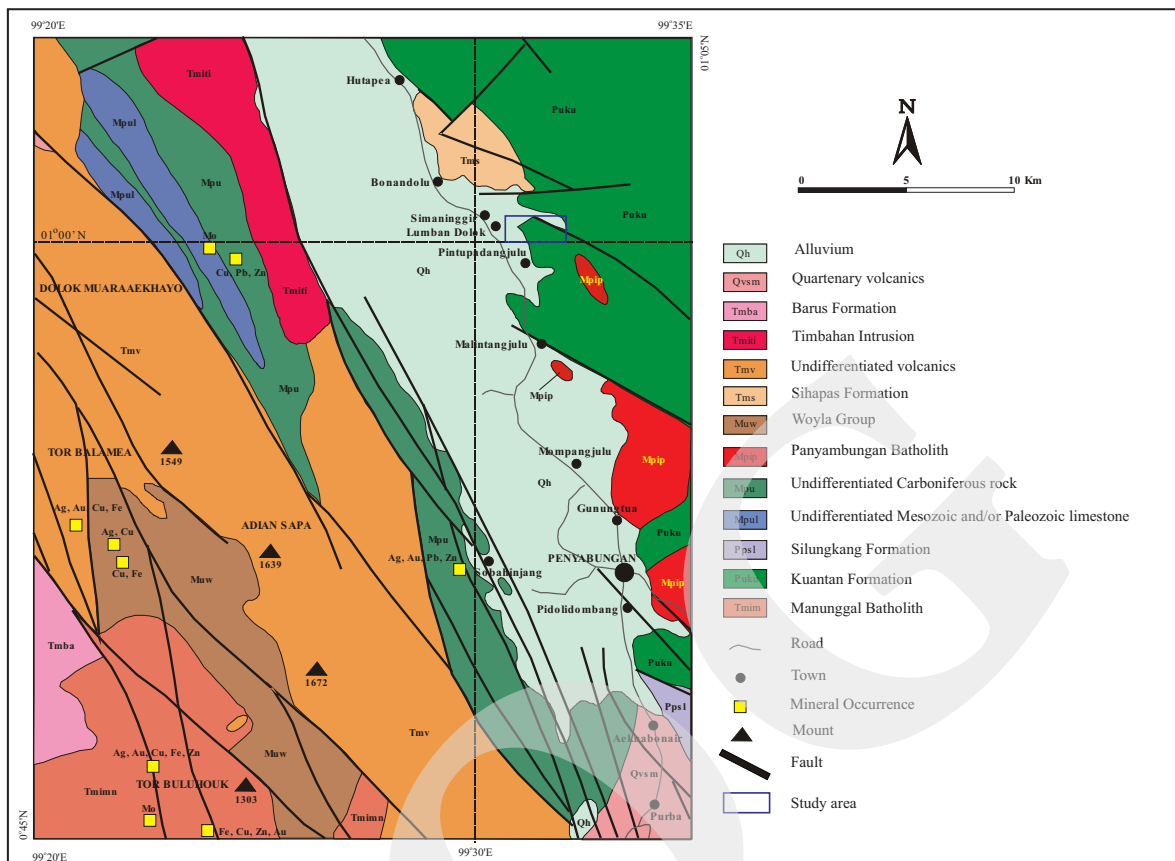 99°20'E
99°35'E
01°05'N
Hutapea
Tmiti
Puku
Mpul
Tms
Bonandolu
Mpu
Mpul
Simaninggir
Lumban Dolok
Puku
01°00' N
Mo
Cu, Pb, Zn
Pintupadangjulu
Qh
Mpip
DOLOK MUARAAEKHAYO
Tmiti
Tmv
Malintangjulu
Mpu
Mpip
TOR BALAMEA
1549
Mompangjulu
Mpip
Qh
Ag, Au, Cu, Fe
Ag, Cu
ADIAN SAPA
Gunungtua
Puku
Mpu
Ag, Au, Pb, Zn
PENYABUNGAN
Cu, Fe
Muw
1639
Sobahinjang
Mpip
Pidolidombang
Tmba
Puku
1672
Pps1
Tmv
Aeknabonair
Ag, Au, Cu, Fe, Zn
Muw
Qvsm
TOR BULUHOUK
Tmimn
1303
Mo
Tmimn
Purba
Fe, Cu, Zn, Au
Qh
0°45'N
99°20'E
99°30'E
N
0 5 10 Km
Qh Alluvium
Qvsm Quartenary volcanics
Tmba Barus Formation
Tmiti Timbahan Intrusion
Tmv Undifferentiated volcanics
Tms Sihapas Formation
Muw Woyla Group
Mpip Panyambungan Batholith
Mpu Undifferentiated Carboniferous rock
Mpul Undifferentiated Mesozoic and/or Paleozoic limestone
Pps1 Silungkang Formation
Puku Kuantan Formation
Tmim Manunggal Batholith
Road
Town
Mineral Occurrence
Mount
Fault
Study area